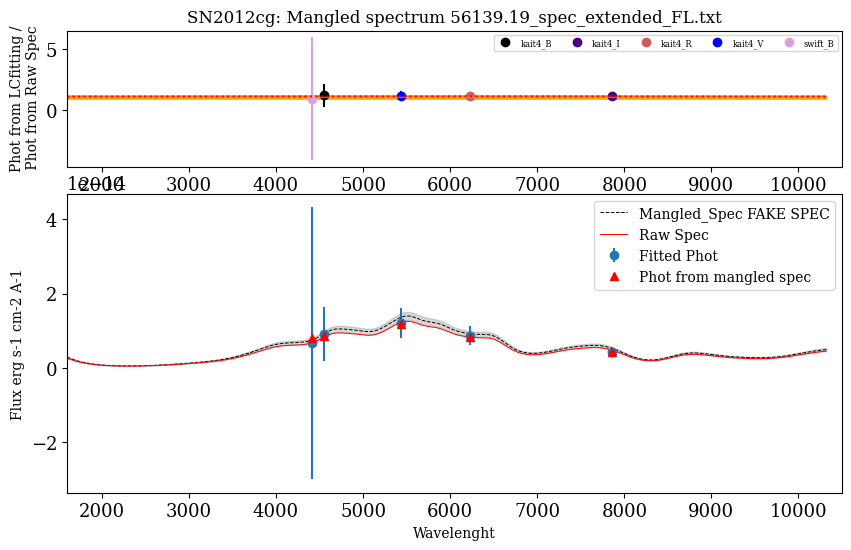 SN2012cg: Mangled spectrum 56139.19_spec_extended_FL.txt
Phot from LCfitting /
Phot from Raw Spec
5
0
kait4_B kait4_I kait4_R kait4_V swift_B
2000 3000 4000 5000 6000 7000 8000 9000 10000
1e−14
Flux erg s-1 cm-2 A-1
4
2
0
−2
Mangled_Spec FAKE SPEC
Raw Spec
Fitted Phot
Phot from mangled spec
2000 3000 4000 5000 6000 7000 8000 9000 10000
Wavelenght